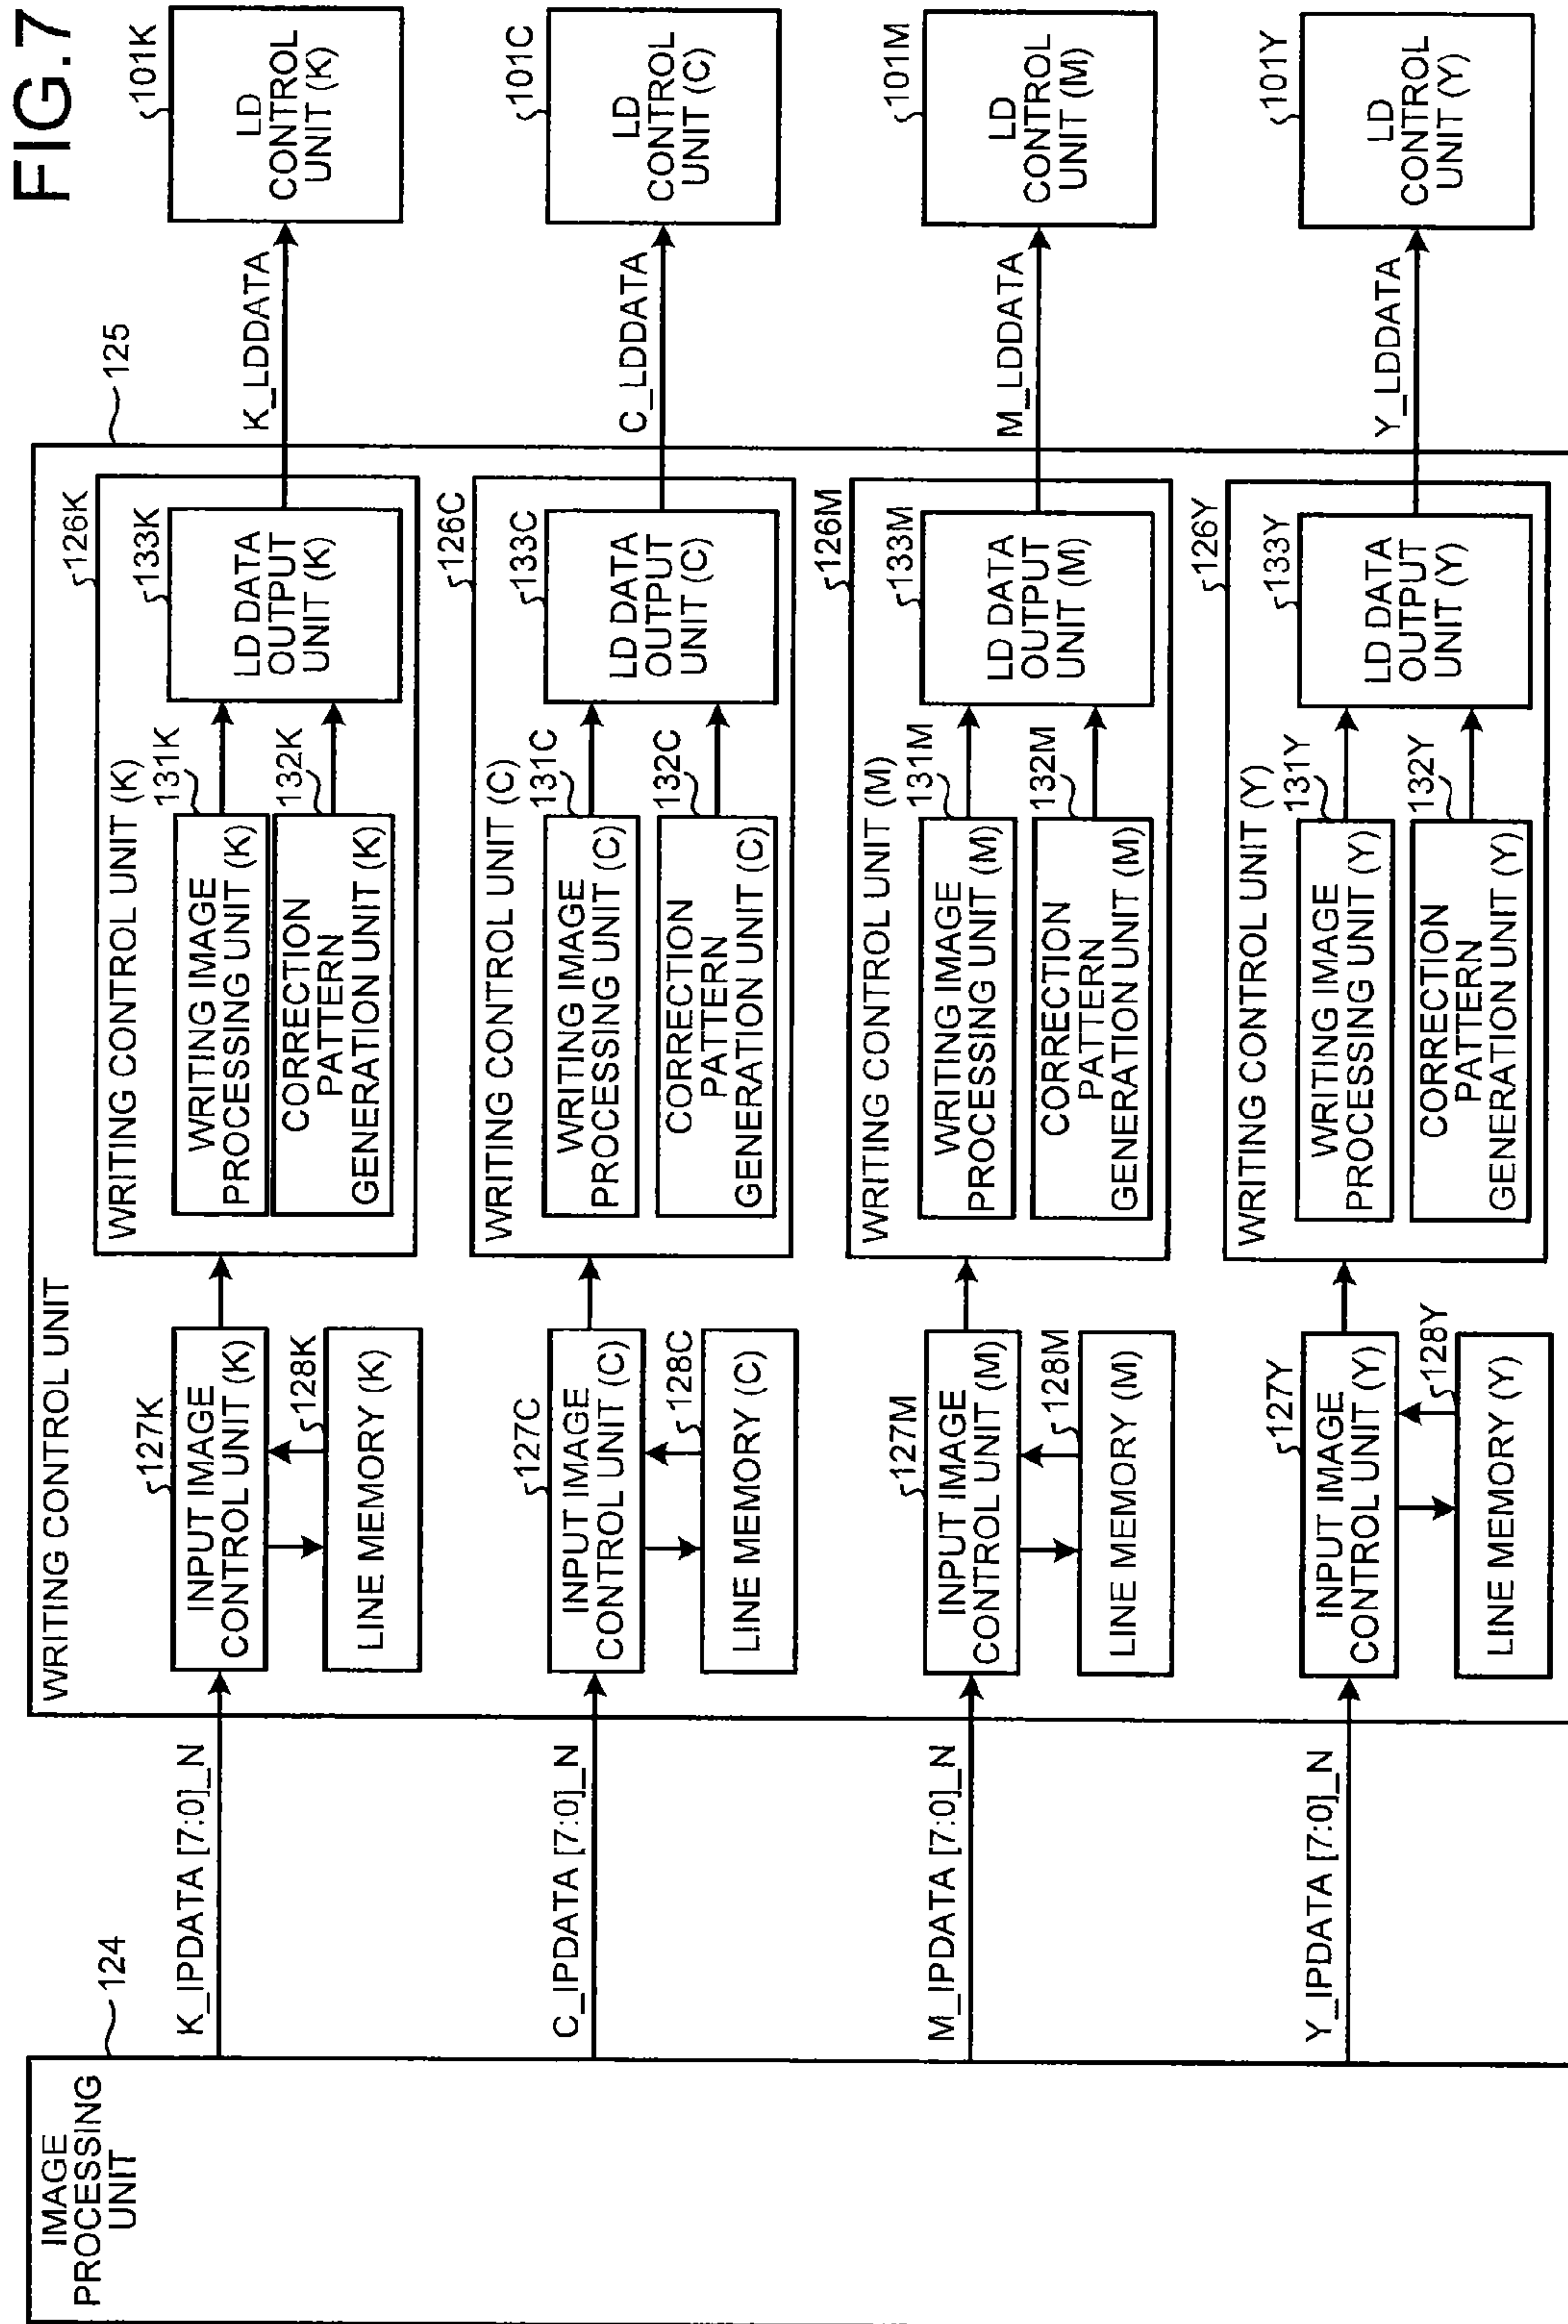 FIG.7
IMAGE
PROCESSING
UNIT
124
WRITING CONTROL UNIT
125
K_IPDATA [7:0]_N
127K
INPUT IMAGE
CONTROL UNIT (K)
128K
LINE MEMORY (K)
126K
WRITING CONTROL UNIT (K)
131K
WRITING IMAGE
PROCESSING UNIT (K)
132K
CORRECTION
PATTERN
GENERATION UNIT (K)
133K
LD DATA
OUTPUT
UNIT (K)
K_LDDATA
101K
LD
CONTROL
UNIT (K)
C_IPDATA [7:0]_N
127C
INPUT IMAGE
CONTROL UNIT (C)
128C
LINE MEMORY (C)
126C
WRITING CONTROL UNIT (C)
131C
WRITING IMAGE
PROCESSING UNIT (C)
132C
CORRECTION
PATTERN
GENERATION UNIT (C)
133C
LD DATA
OUTPUT
UNIT (C)
C_LDDATA
101C
LD
CONTROL
UNIT (C)
M_IPDATA [7:0]_N
127M
INPUT IMAGE
CONTROL UNIT (M)
128M
LINE MEMORY (M)
126M
WRITING CONTROL UNIT (M)
131M
WRITING IMAGE
PROCESSING UNIT (M)
132M
CORRECTION
PATTERN
GENERATION UNIT (M)
133M
LD DATA
OUTPUT
UNIT (M)
M_LDDATA
101M
LD
CONTROL
UNIT (M)
Y_IPDATA [7:0]_N
127Y
INPUT IMAGE
CONTROL UNIT (Y)
128Y
LINE MEMORY (Y)
126Y
WRITING CONTROL UNIT (Y)
131Y
WRITING IMAGE
PROCESSING UNIT (Y)
132Y
CORRECTION
PATTERN
GENERATION UNIT (Y)
133Y
LD DATA
OUTPUT
UNIT (Y)
Y_LDDATA
101Y
LD
CONTROL
UNIT (Y)